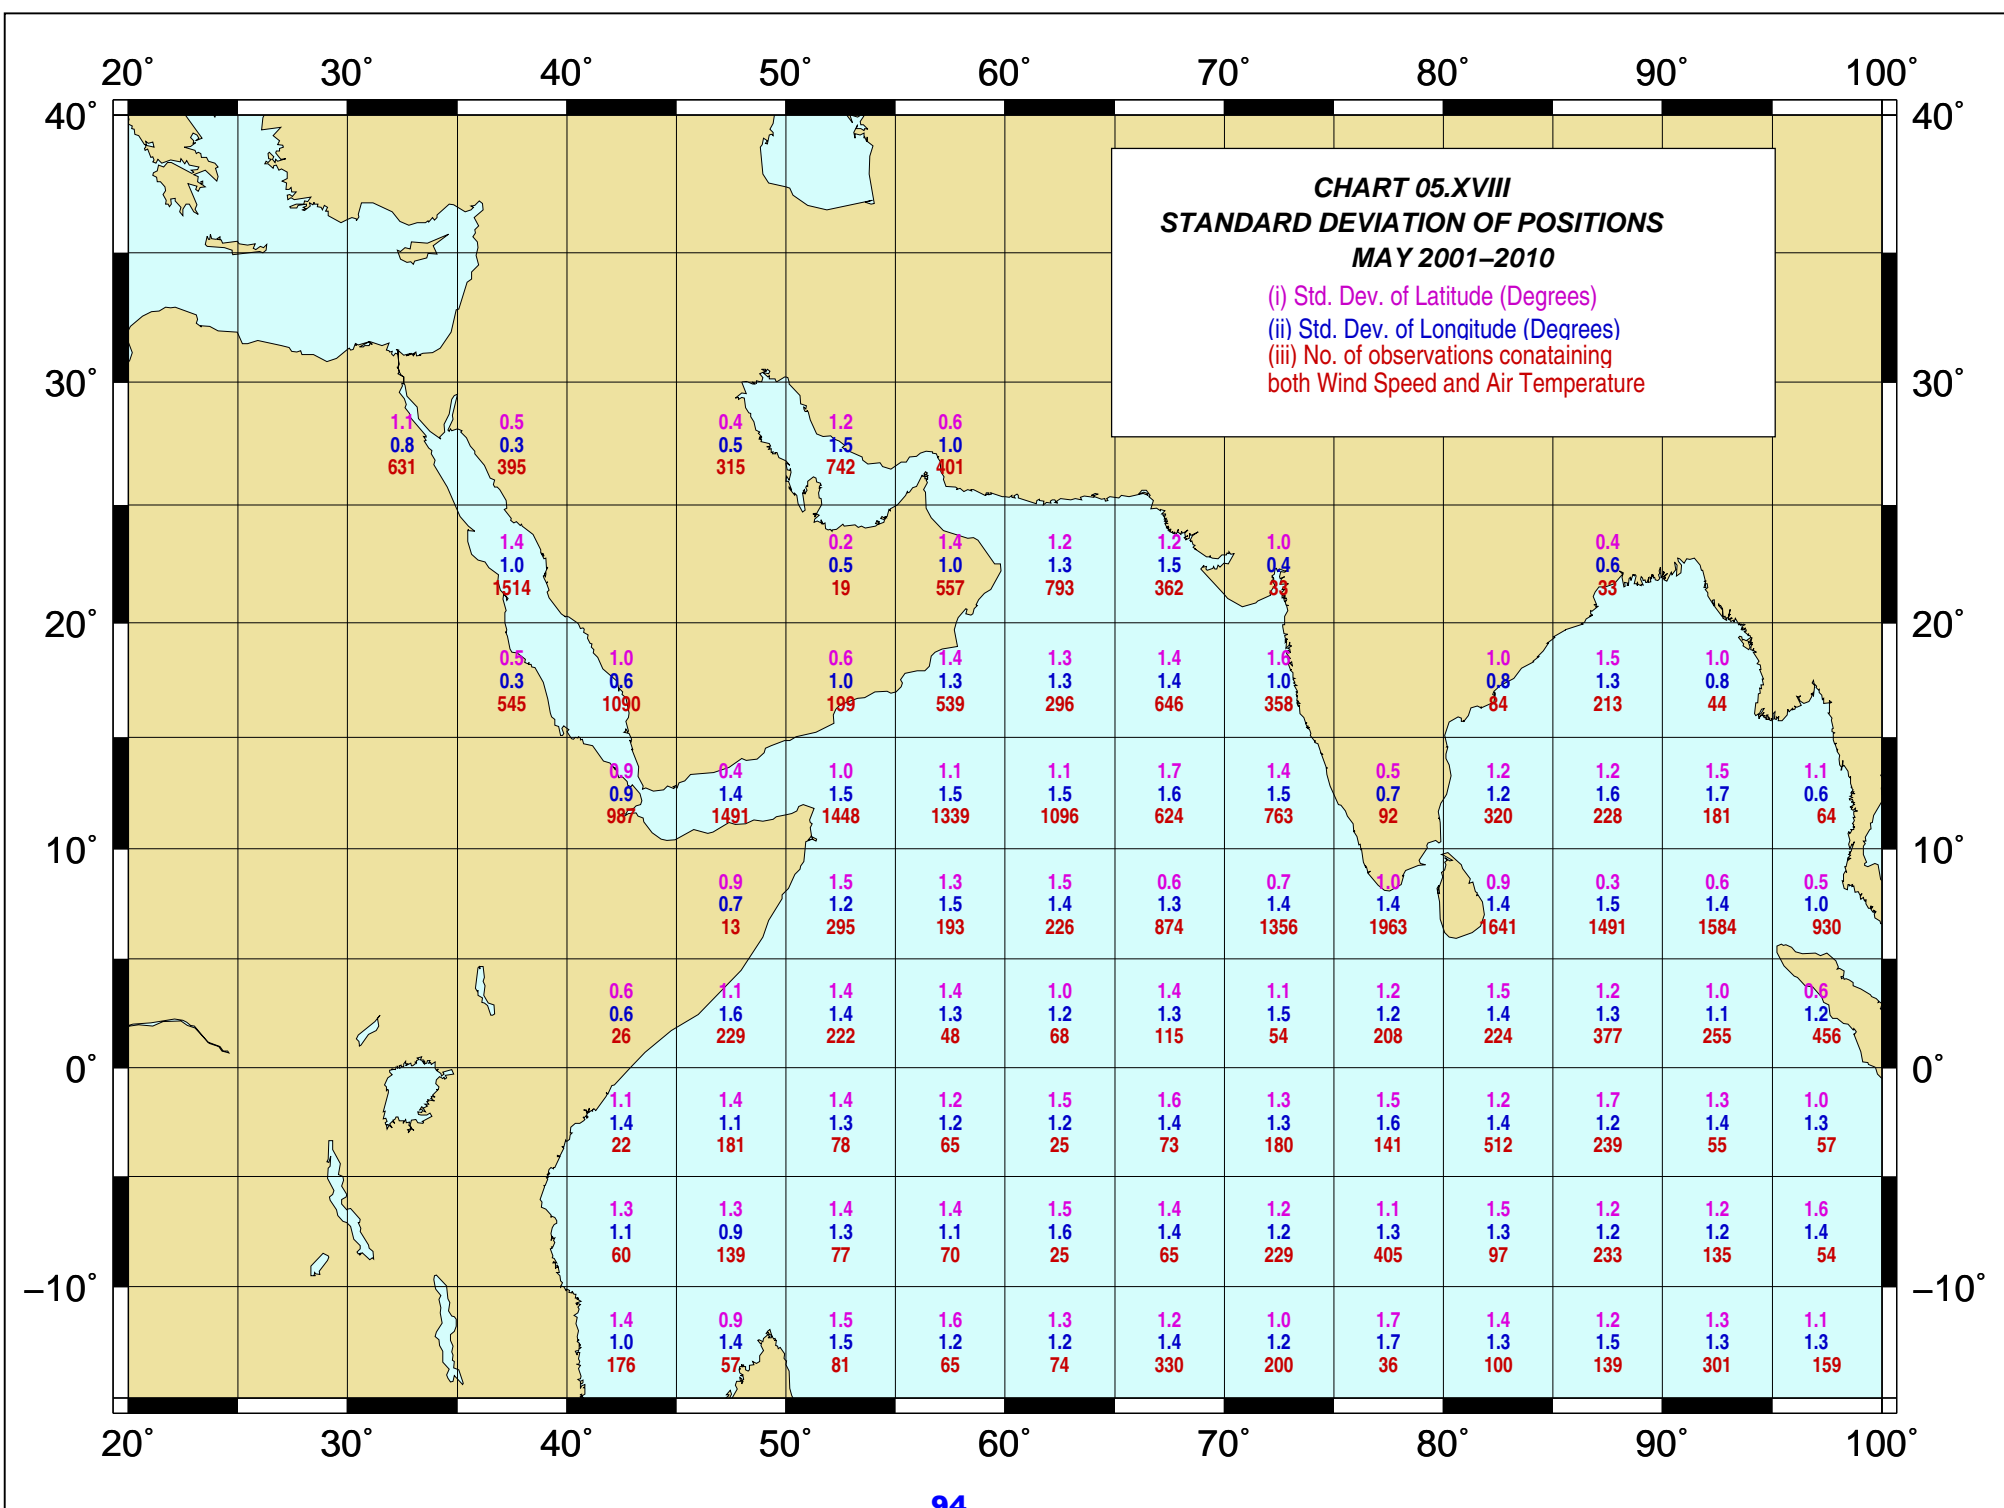 20° 30° 40° 50° 60° 70° 80° 90° 100°
40° 40°
CHART 05.XVIII
STANDARD DEVIATION OF POSITIONS
MAY 2001–2010
(i) Std. Dev. of Latitude (Degrees)
(ii) Std. Dev. of Longitude (Degrees)
(iii) No. of observations conataining
both Wind Speed and Air Temperature
30° 30°
1.1 0.5 0.4 1.2 0.6
0.8 0.3 0.5 1.5 1.0
631 395 315 742 401
1.4 0.2 1.4 1.2 1.2 1.0 0.4
1.0 0.5 1.0 1.3 1.5 0.4 0.6
1514 19 557 793 362 33 33
20° 20°
0.5 1.0 0.6 1.4 1.3 1.4 1.6 1.0 1.5 1.0
0.3 0.6 1.0 1.3 1.3 1.4 1.0 0.8 1.3 0.8
545 1090 199 539 296 646 358 84 213 44
0.9 0.4 1.0 1.1 1.1 1.7 1.4 0.5 1.2 1.2 1.5 1.1
0.9 1.4 1.5 1.5 1.5 1.6 1.5 0.7 1.2 1.6 1.7 0.6
987 1491 1448 1339 1096 624 763 92 320 228 181 64
10° 10°
0.9 1.5 1.3 1.5 0.6 0.7 1.0 0.9 0.3 0.6 0.5
0.7 1.2 1.5 1.4 1.3 1.4 1.4 1.4 1.5 1.4 1.0
13 295 193 226 874 1356 1963 1641 1491 1584 930
0.6 1.1 1.4 1.4 1.0 1.4 1.1 1.2 1.5 1.2 1.0 0.6
0.6 1.6 1.4 1.3 1.2 1.3 1.5 1.2 1.4 1.3 1.1 1.2
26 229 222 48 68 115 54 208 224 377 255 456
0° 0°
1.1 1.4 1.4 1.2 1.5 1.6 1.3 1.5 1.2 1.7 1.3 1.0
1.4 1.1 1.3 1.2 1.2 1.4 1.3 1.6 1.4 1.2 1.4 1.3
22 181 78 65 25 73 180 141 512 239 55 57
1.3 1.3 1.4 1.4 1.5 1.4 1.2 1.1 1.5 1.2 1.2 1.6
1.1 0.9 1.3 1.1 1.6 1.4 1.2 1.3 1.3 1.2 1.2 1.4
60 139 77 70 25 65 229 405 97 233 135 54
–10° –10°
1.4 0.9 1.5 1.6 1.3 1.2 1.0 1.7 1.4 1.2 1.3 1.1
1.0 1.4 1.5 1.2 1.2 1.4 1.2 1.7 1.3 1.5 1.3 1.3
176 57 81 65 74 330 200 36 100 139 301 159
20° 30° 40° 50° 60° 70° 80° 90° 100°
94